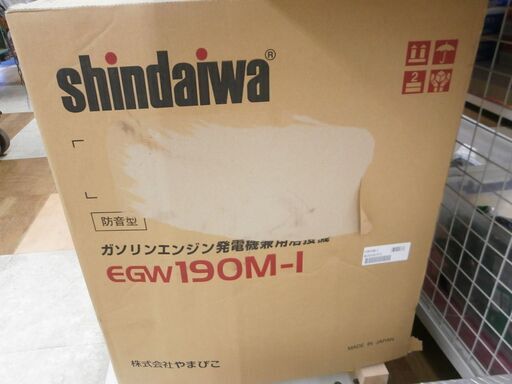 shindaiwa®
2
防音型
ガソリンエンジン発電機兼用溶接機
EGW190M-I
MADE IN JAPAN
株式会社やまびこ